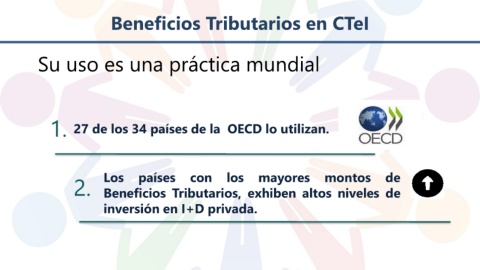 Beneficios Tributarios en CTeI
Su uso es una práctica mundial
1. 27 de los 34 países de la OECD lo utilizan.
OECD
2. Los países con los mayores montos de
Beneficios Tributarios, exhiben altos niveles de
inversión en I+D privada.